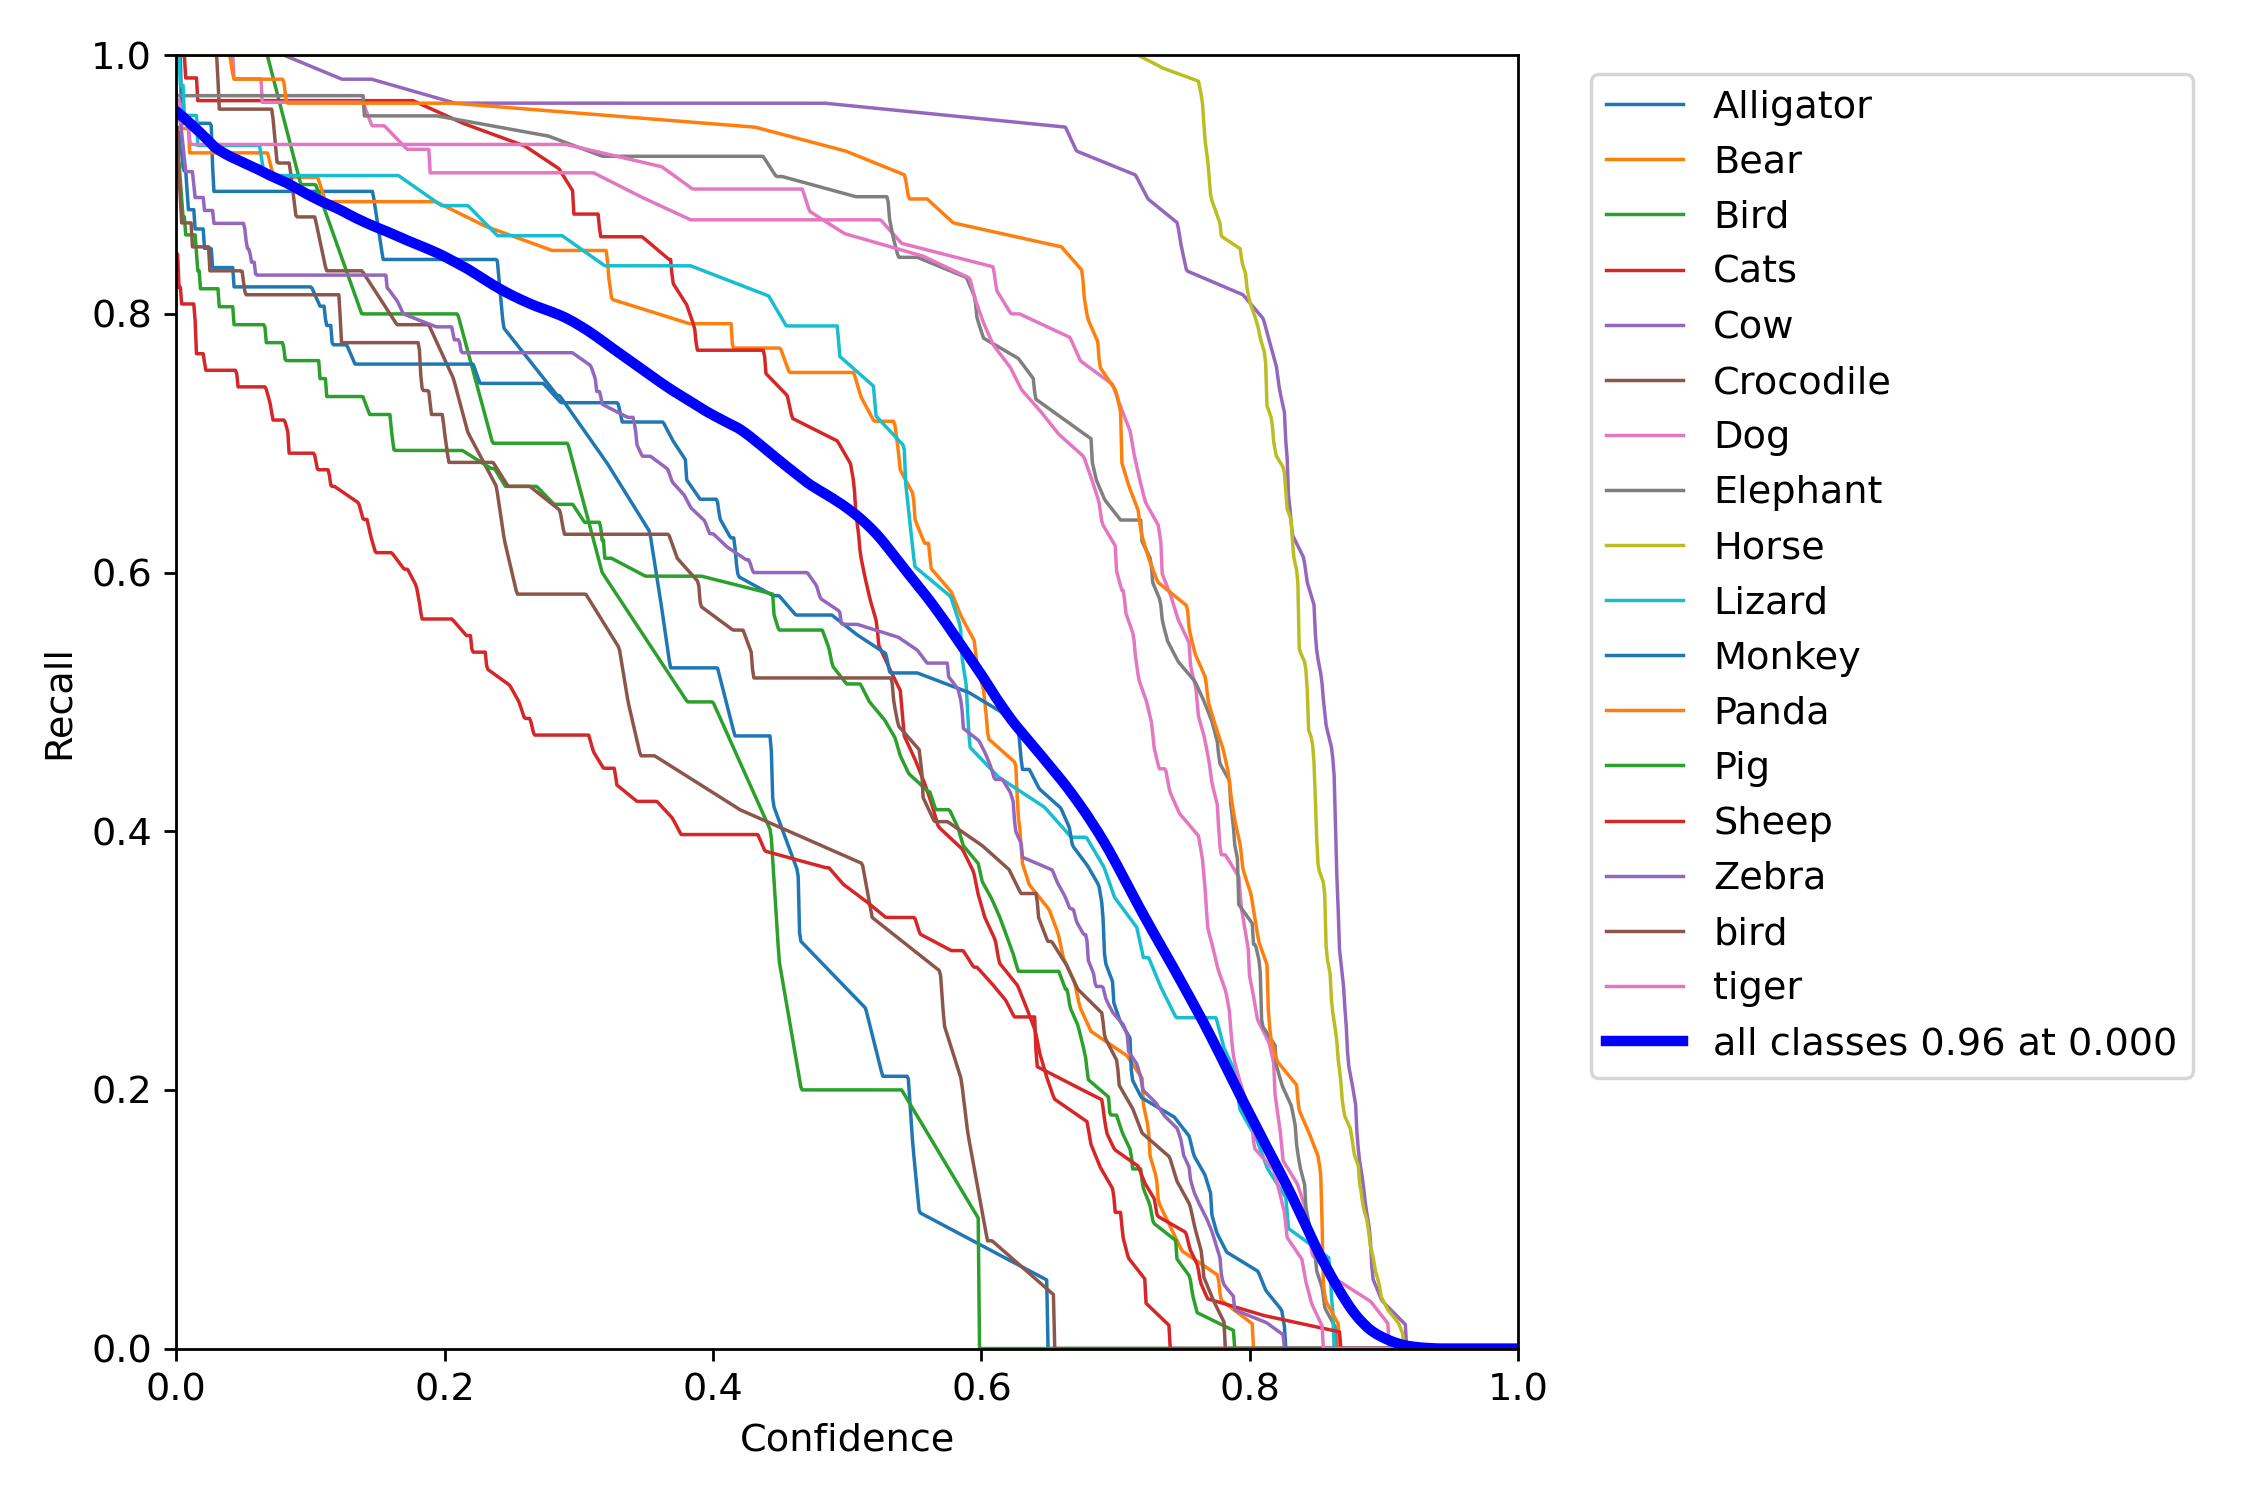 1.0
0.8
0.6
0.4
0.2
0.0
Recall
0.0 0.2 0.4 0.6 0.8 1.0
Confidence
Alligator
Bear
Bird
Cats
Cow
Crocodile
Dog
Elephant
Horse
Lizard
Monkey
Panda
Pig
Sheep
Zebra
bird
tiger
all classes 0.96 at 0.000